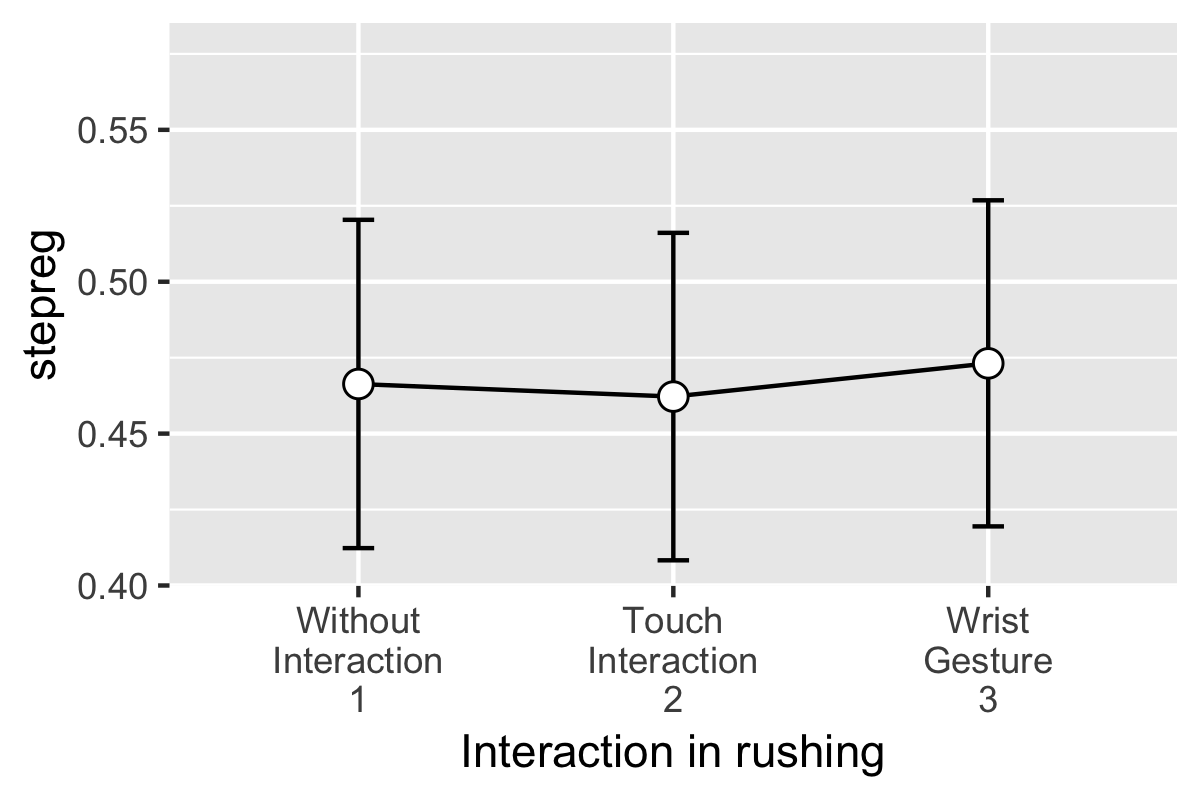 stepreg
0.55
0.50
0.45
0.40
Without
Interaction
1
Touch
Interaction
2
Wrist
Gesture
3
Interaction in rushing